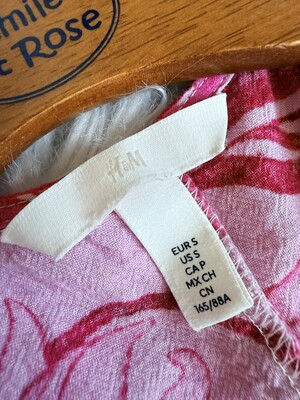 mile
t Rose
H&M
EUR S
US S
CA P
MX CH
CN
165/88A